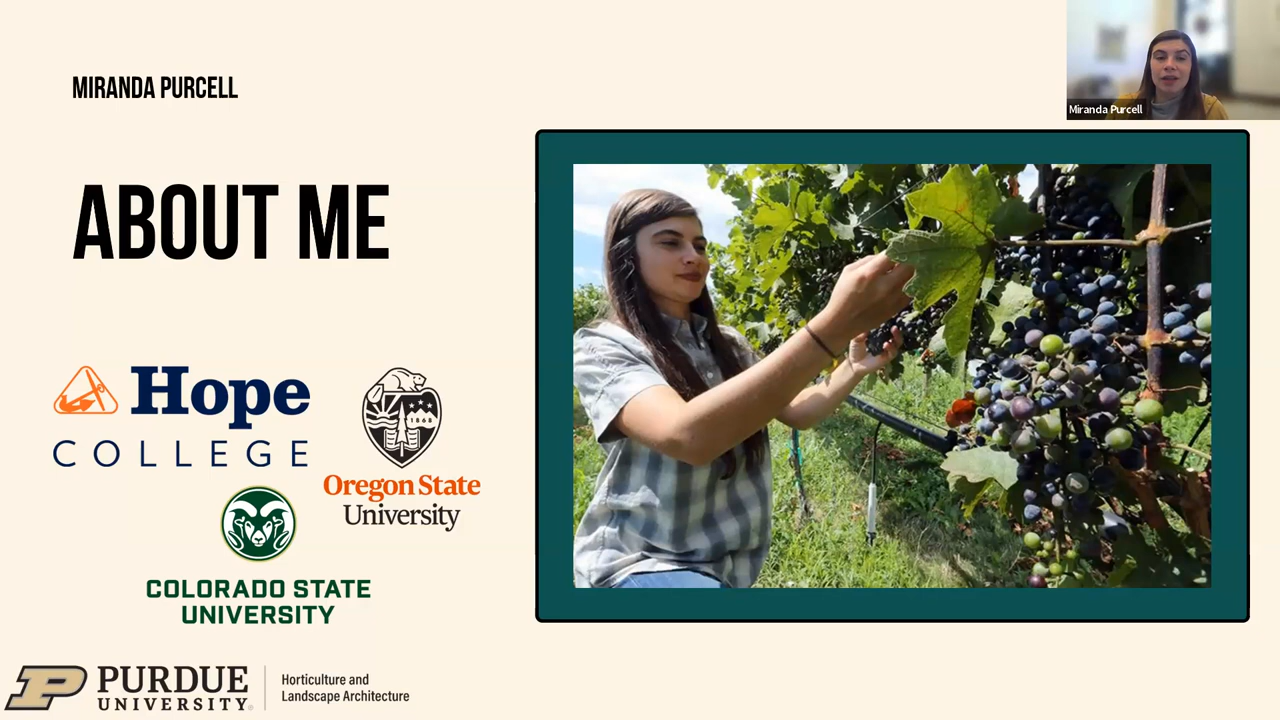 MIRANDA PURCELL
Miranda Purcell
ABOUT ME
Hope
COLLEGE
Oregon State
University
COLORADO STATE
UNIVERSITY
PURDUE
UNIVERSITY
Horticulture and
Landscape Architecture